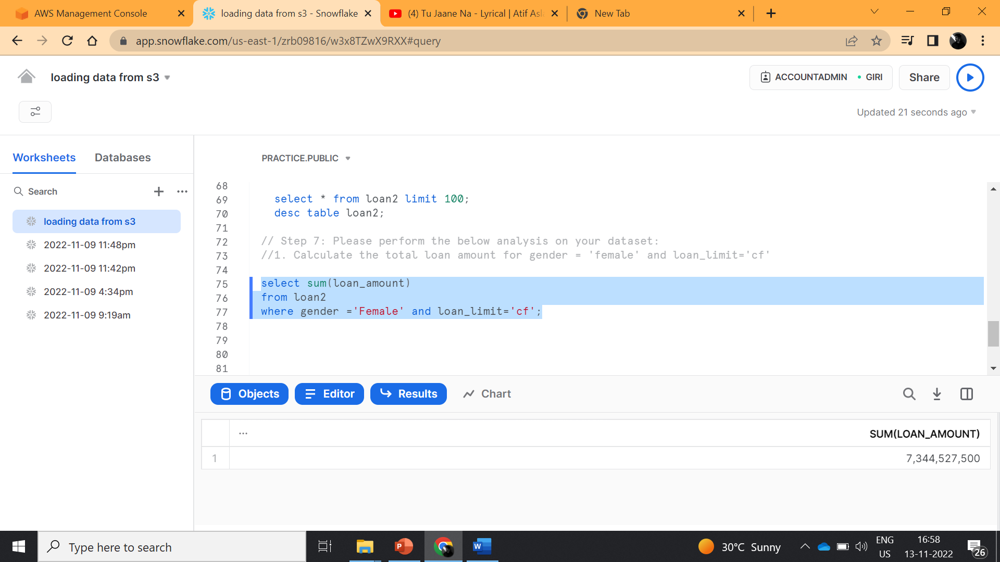 AWS Management Console
loading data from s3 - Snowflake
(4) Tu Jaane Na - Lyrical | Atif Asla
New Tab
app.snowflake.com/us-east-1/zrb09816/w3x8TZwX9RXX#query
loading data from s3
ACCOUNTADMIN • GIRI
Share
Updated 21 seconds ago
Worksheets
Databases
Search
loading data from s3
2022-11-09 11:48pm
2022-11-09 11:42pm
2022-11-09 4:34pm
2022-11-09 9:19am
PRACTICE.PUBLIC
68
69 select * from loan2 limit 100;
70 desc table loan2;
71
72 // Step 7: Please perform the below analysis on your dataset:
73 //1. Calculate the total loan amount for gender = 'female' and loan_limit='cf'
74
75 select sum(loan_amount)
76 from loan2
77 where gender ='Female' and loan_limit='cf';
78
79
80
81
Objects
Editor
Results
Chart
... SUM(LOAN_AMOUNT)
1 7,344,527,500
Type here to search
30°C Sunny
ENG
US
16:58
13-11-2022
26